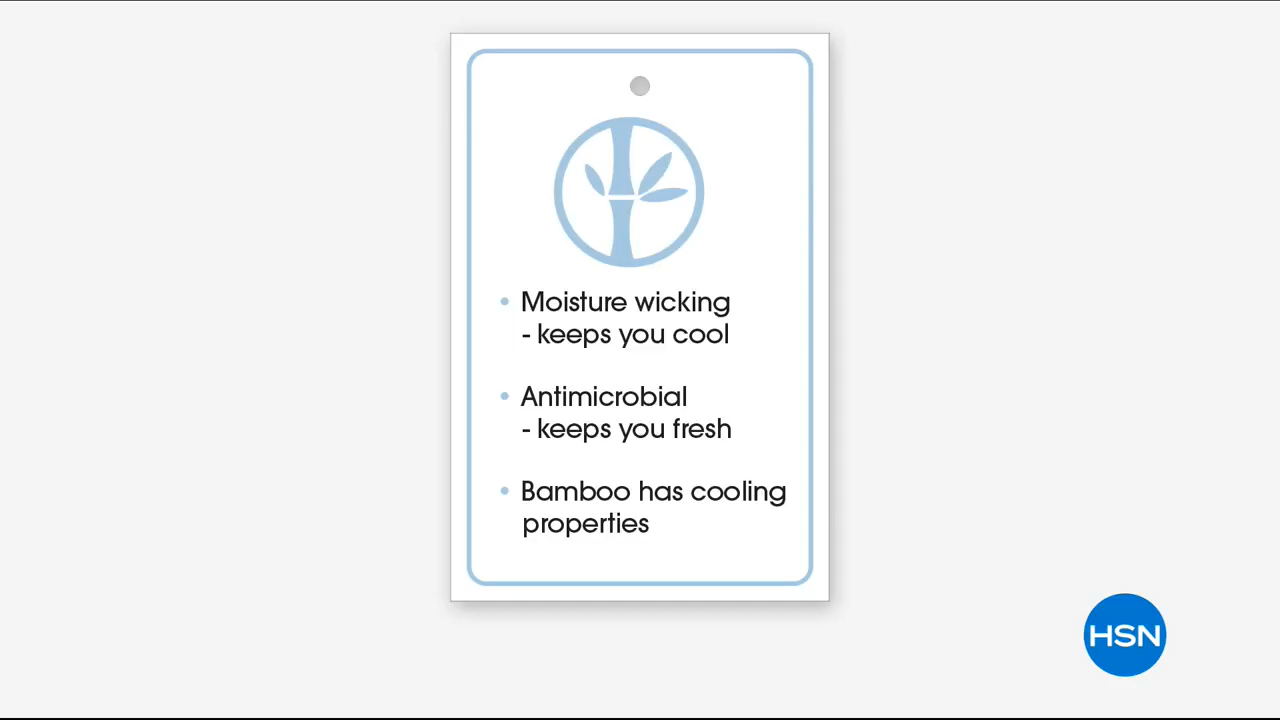 • Moisture wicking
- keeps you cool
• Antimicrobial
- keeps you fresh
• Bamboo has cooling
properties
HSN